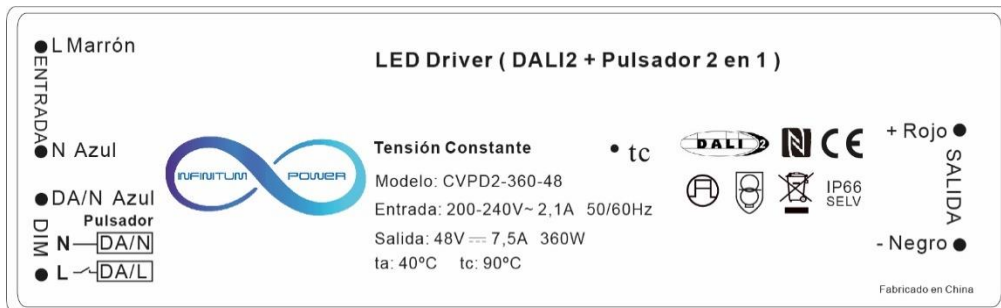 L Marrón
ENTRADA
N Azul
DA/N Azul
DIM
Pulsador
N DA/N
L DA/L
INFINITUM POWER
LED Driver ( DALI2 + Pulsador 2 en 1 )
Tensión Constante
Modelo: CVPD2-360-48
Entrada: 200-240V~ 2,1A 50/60Hz
Salida: 48V ⎓ 7,5A 360W
ta: 40ºC tc: 90ºC
tc
DALI 2
CE
IP66
SELV
+ Rojo
SALIDA
- Negro
Fabricado en China